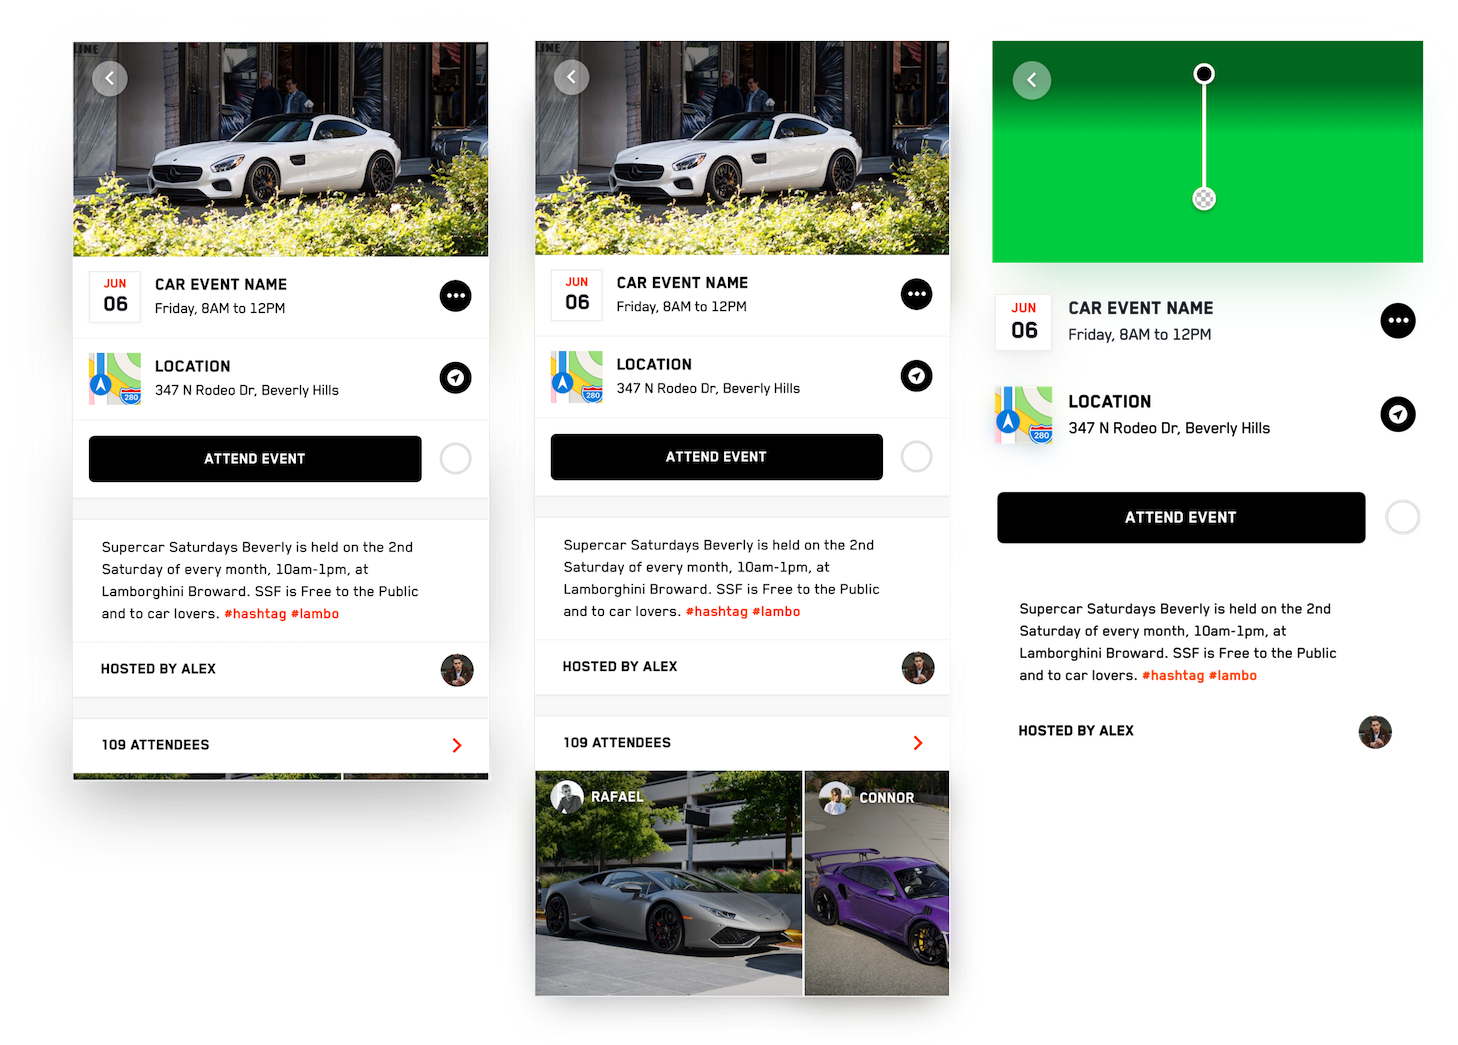 LINE
JUN
06
CAR EVENT NAME
Friday, 8AM to 12PM
LOCATION
347 N Rodeo Dr, Beverly Hills
280
ATTEND EVENT
Supercar Saturdays Beverly is held on the 2nd
Saturday of every month, 10am-1pm, at
Lamborghini Broward. SSF is Free to the Public
and to car lovers. #hashtag #lambo
HOSTED BY ALEX
109 ATTENDEES
LINE
JUN
06
CAR EVENT NAME
Friday, 8AM to 12PM
LOCATION
347 N Rodeo Dr, Beverly Hills
280
ATTEND EVENT
Supercar Saturdays Beverly is held on the 2nd
Saturday of every month, 10am-1pm, at
Lamborghini Broward. SSF is Free to the Public
and to car lovers. #hashtag #lambo
HOSTED BY ALEX
109 ATTENDEES
RAFAEL
CONNOR
JUN
06
CAR EVENT NAME
Friday, 8AM to 12PM
LOCATION
347 N Rodeo Dr, Beverly Hills
280
ATTEND EVENT
Supercar Saturdays Beverly is held on the 2nd
Saturday of every month, 10am-1pm, at
Lamborghini Broward. SSF is Free to the Public
and to car lovers. #hashtag #lambo
HOSTED BY ALEX